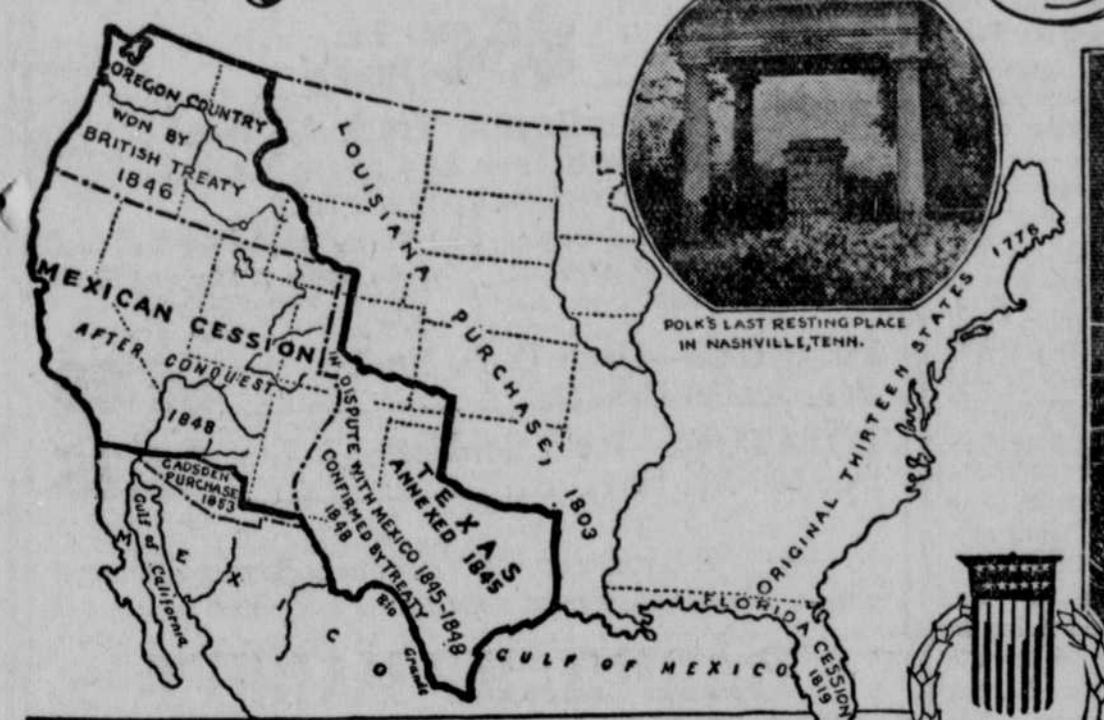 OREGON COUNTRY
WON BY
BRITISH TREATY
1846
LOUISIANA
PURCHASE,
1803
MEXICAN CESSION
AFTER CONQUEST
1848
GADSDEN
PURCHASE
1853
IN DISPUTE WITH MEXICO 1845-1848
CONFIRMED BY TREATY
1848
TEXAS
ANNEXED 1845
ORIGINAL THIRTEEN STATES 1776
POLK'S LAST RESTING PLACE
IN NASHVILLE, TENN.
FLORIDA CESSION
1819
GULF OF MEXICO
Gulf of California
MEXICO
Rio Grande